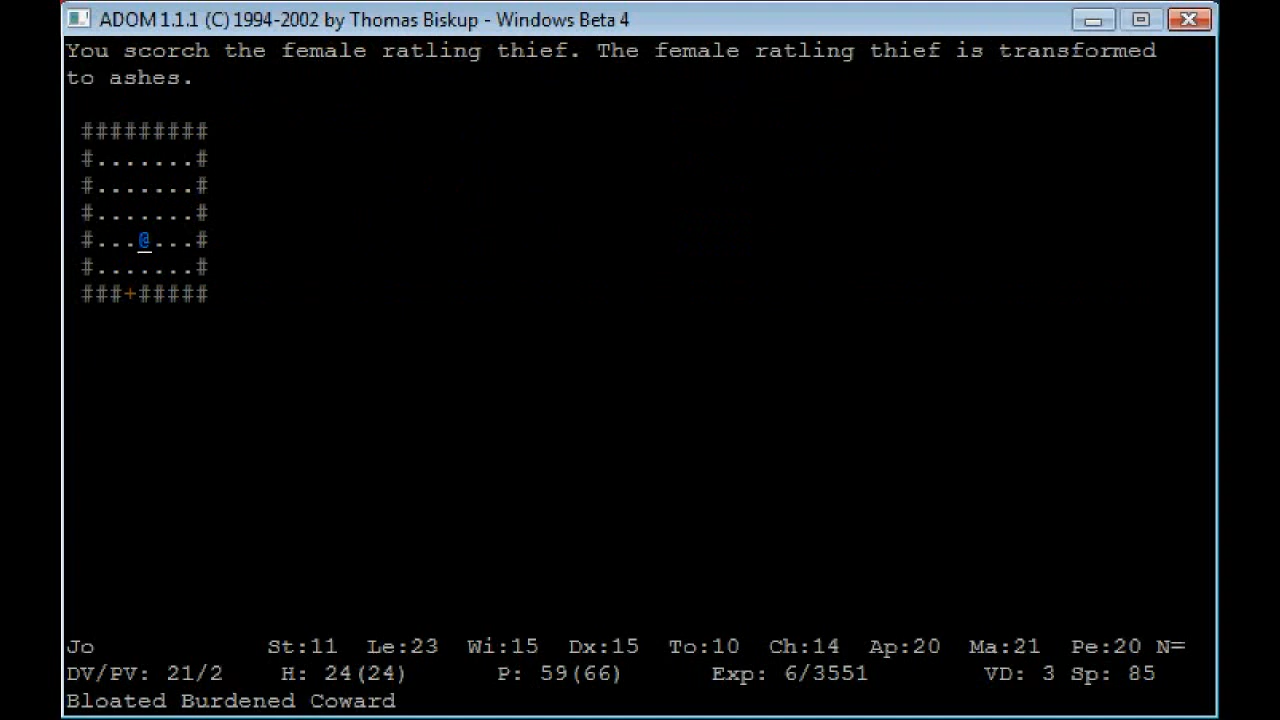 ADOM 1.1.1 (C) 1994-2002 by Thomas Biskup - Windows Beta 4
You scorch the female ratling thief. The female ratling thief is transformed
to ashes.
#########
#.......#
#.......#
#.......#
#...@...#
#.......#
###+#####
Jo St:11 Le:23 Wi:15 Dx:15 To:10 Ch:14 Ap:20 Ma:21 Pe:20 N=
DV/PV: 21/2 H: 24(24) P: 59(66) Exp: 6/3551 VD: 3 Sp: 85
Bloated Burdened Coward